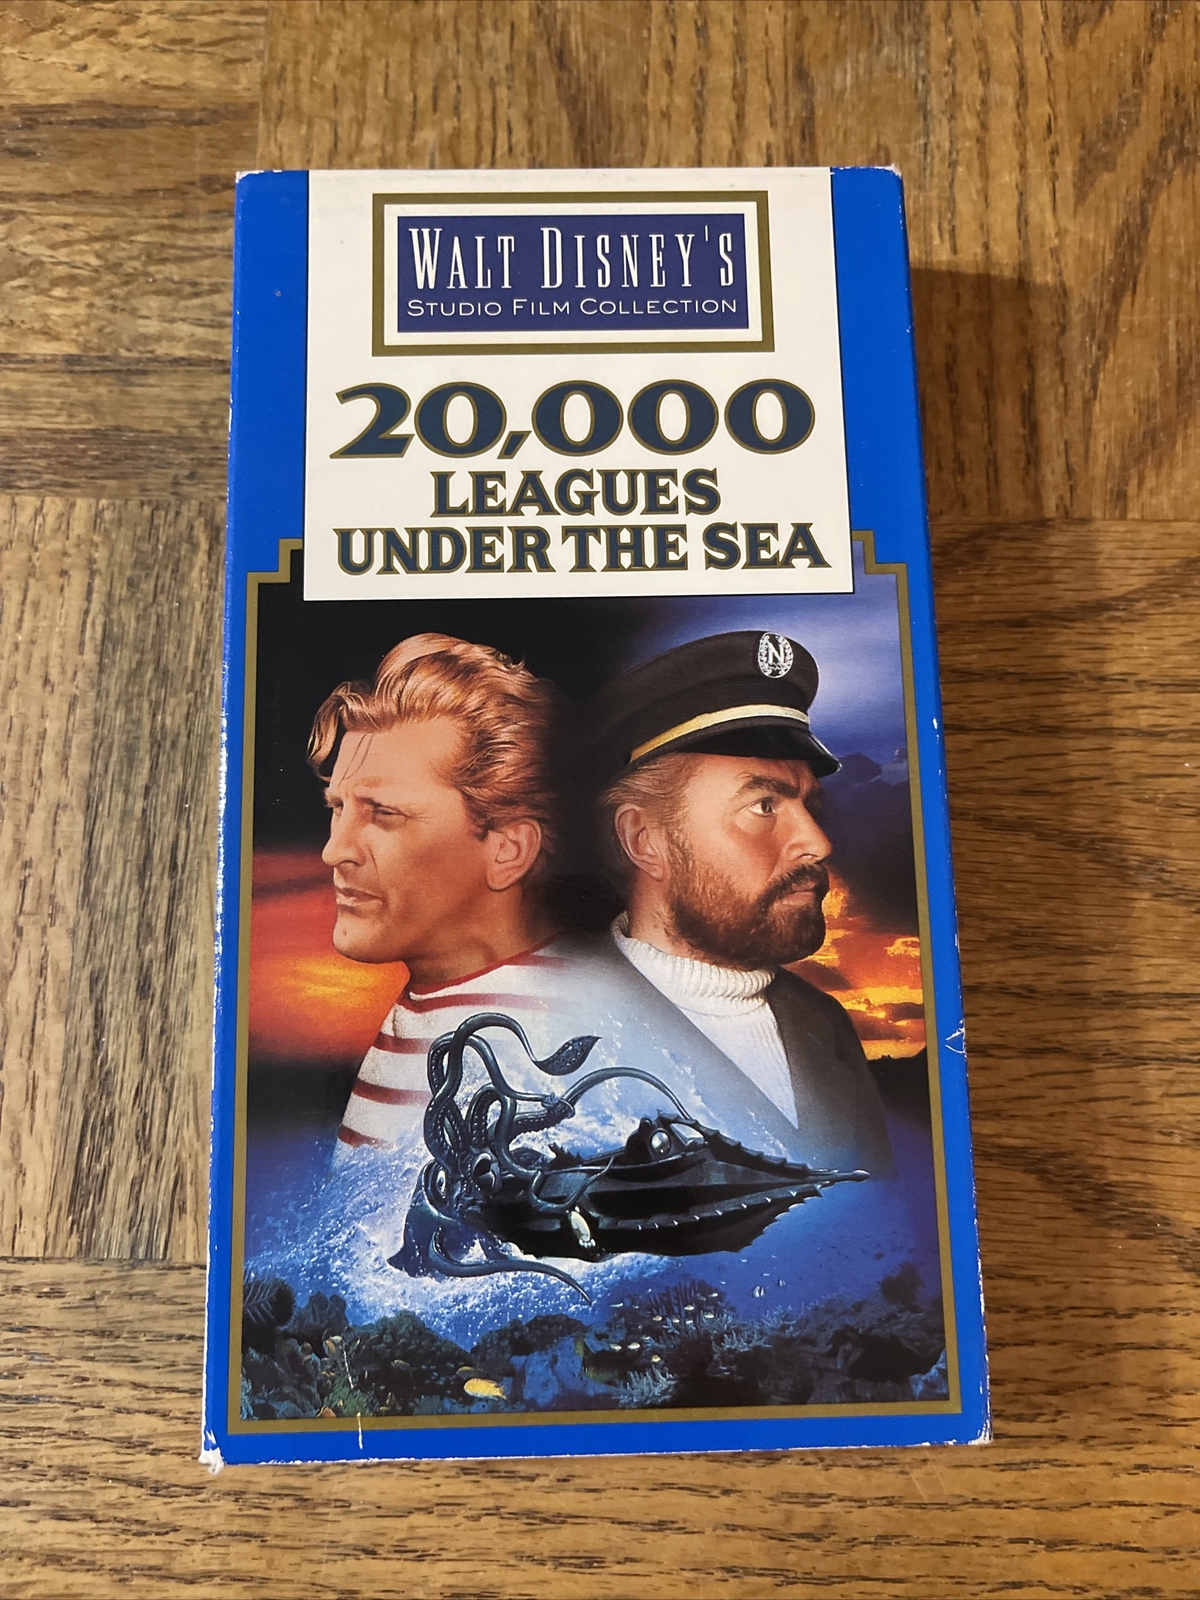 WALT DISNEY'S
STUDIO FILM COLLECTION
20,000
LEAGUES
UNDER THE SEA
N